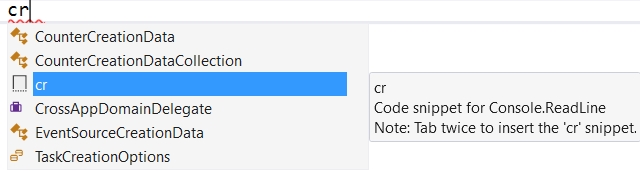 cr
CounterCreationData
CounterCreationDataCollection
cr
CrossAppDomainDelegate
EventSourceCreationData
TaskCreationOptions
cr
Code snippet for Console.ReadLine
Note: Tab twice to insert the 'cr' snippet.